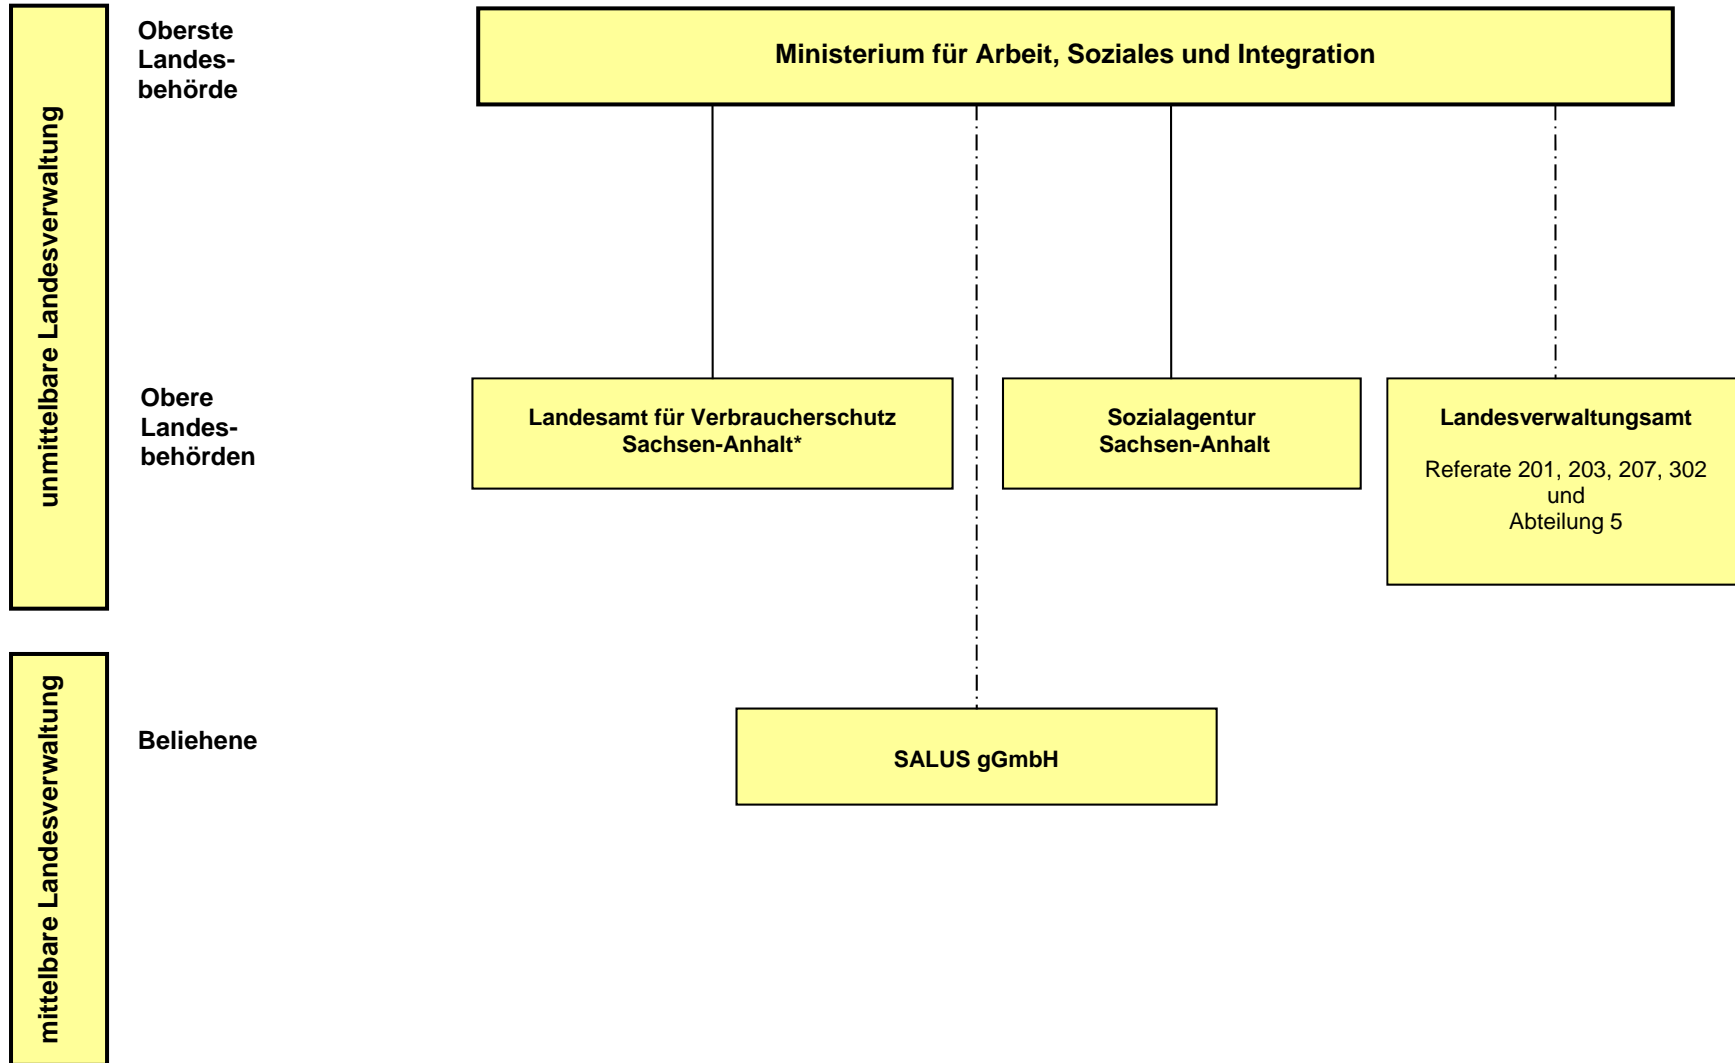 unmittelbare Landesverwaltung
Oberste
Landes-
behörde
Ministerium für Arbeit, Soziales und Integration
Obere
Landes-
behörden
Landesamt für Verbraucherschutz
Sachsen-Anhalt*
Sozialagentur
Sachsen-Anhalt
Landesverwaltungsamt
Referate 201, 203, 207, 302
und
Abteilung 5
mittelbare Landesverwaltung
Beliehene
SALUS gGmbH